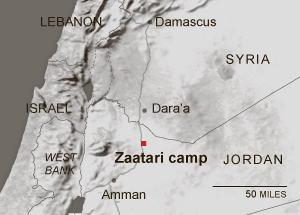 LEBANON
Damascus
SYRIA
ISRAEL
Dara'a
WEST
BANK
Zaatari camp
JORDAN
Amman
50 MILES